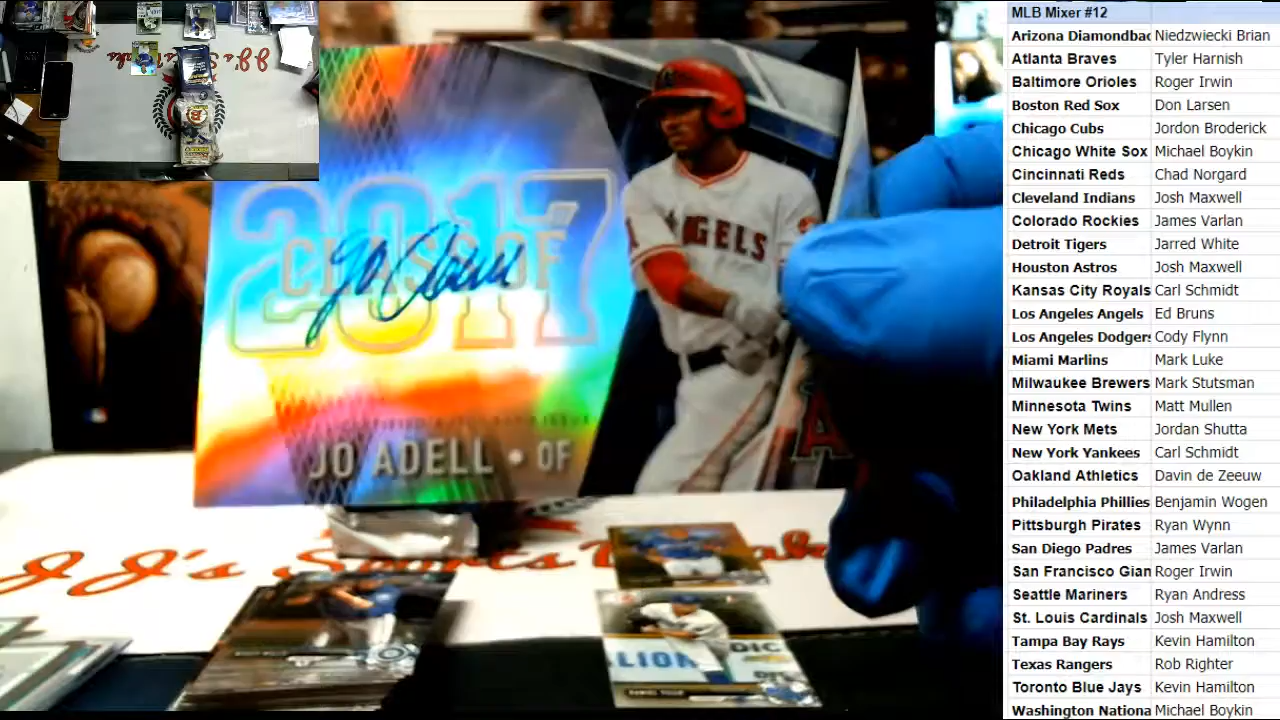 MLB Mixer #12
Arizona Diamondbac Niedzwiecki Brian
Atlanta Braves Tyler Harnish
Baltimore Orioles Roger Irwin
Boston Red Sox Don Larsen
Chicago Cubs Jordon Broderick
Chicago White Sox Michael Boykin
Cincinnati Reds Chad Norgard
Cleveland Indians Josh Maxwell
Colorado Rockies James Varlan
Detroit Tigers Jarred White
Houston Astros Josh Maxwell
Kansas City Royals Carl Schmidt
Los Angeles Angels Ed Bruns
Los Angeles Dodgers Cody Flynn
Miami Marlins Mark Luke
Milwaukee Brewers Mark Stutsman
Minnesota Twins Matt Mullen
New York Mets Jordan Shutta
New York Yankees Carl Schmidt
Oakland Athletics Davin de Zeeuw
Philadelphia Phillies Benjamin Wogen
Pittsburgh Pirates Ryan Wynn
San Diego Padres James Varlan
San Francisco Gian Roger Irwin
Seattle Mariners Ryan Andress
St. Louis Cardinals Josh Maxwell
Tampa Bay Rays Kevin Hamilton
Texas Rangers Rob Righter
Toronto Blue Jays Kevin Hamilton
Washington Nationa Michael Boykin
CLASS OF
2017
ANGELS
JO ADELL • OF
JJ's Sports